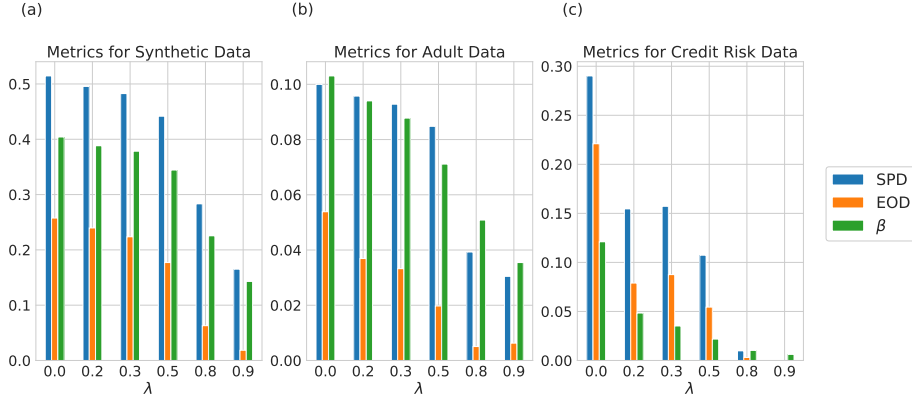 (a)
(b)
(c)
Metrics for Synthetic Data
Metrics for Adult Data
Metrics for Credit Risk Data
0.5
0.4
0.3
0.2
0.1
0.0
0.0 0.2 0.3 0.5 0.8 0.9
λ
0.10
0.08
0.06
0.04
0.02
0.00
0.0 0.2 0.3 0.5 0.8 0.9
λ
0.30
0.25
0.20
0.15
0.10
0.05
0.00
0.0 0.2 0.3 0.5 0.8 0.9
λ
SPD
EOD
β